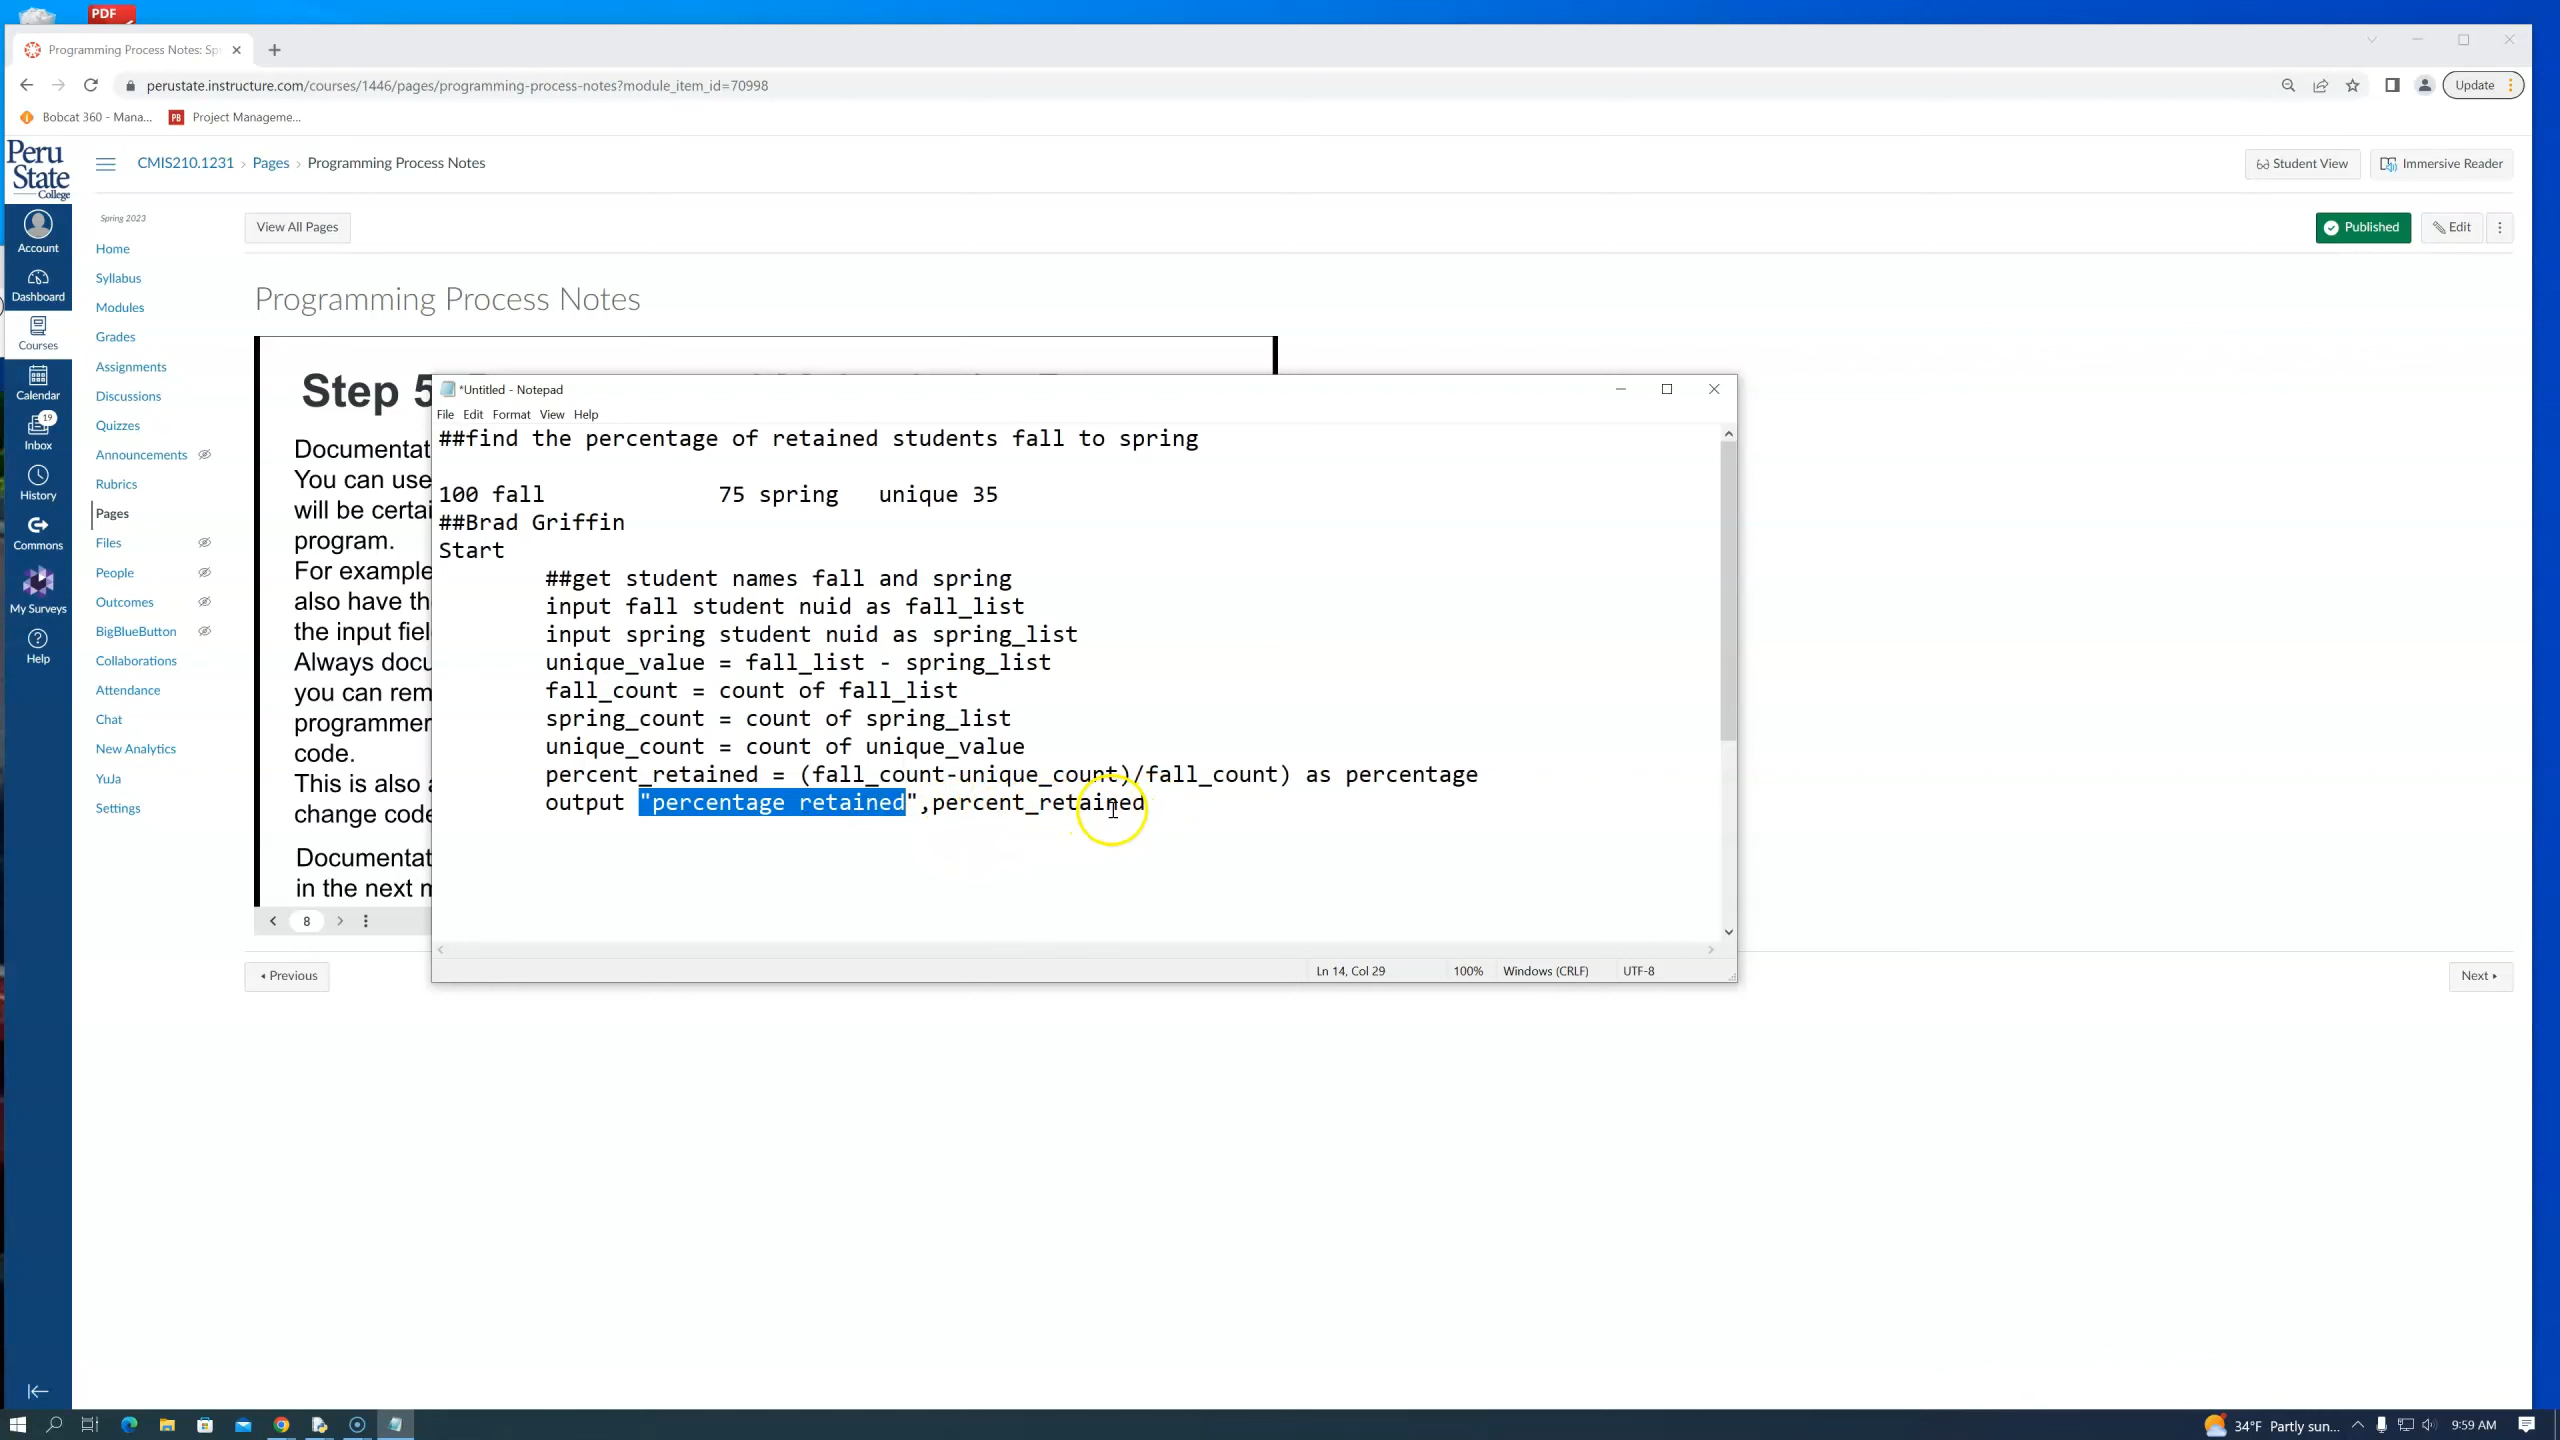 PDF
Programming Process Notes: Sp
perustate.instructure.com/courses/1446/pages/programming-process-notes?module_item_id=70998
Update
Bobcat 360 - Mana...
Project Manageme...
Peru
State
College
CMIS210.1231 › Pages › Programming Process Notes
Student View
Immersive Reader
Account
Dashboard
Courses
Calendar
19
Inbox
History
Commons
My Surveys
Help
Spring 2023
Home
Syllabus
Modules
Grades
Assignments
Discussions
Quizzes
Announcements
Rubrics
Pages
Files
People
Outcomes
BigBlueButton
Collaborations
Attendance
Chat
New Analytics
YuJa
Settings
View All Pages
Published
Edit
Programming Process Notes
Step 5
Documentat
You can use
will be certai
program.
For example
also have th
the input fiel
Always docu
you can rem
programmer
code.
This is also a
change code
Documentat
in the next m
8
◂ Previous
Next ▸
*Untitled - Notepad
File Edit Format View Help
##find the percentage of retained students fall to spring
100 fall 75 spring unique 35
##Brad Griffin
Start
##get student names fall and spring
input fall student nuid as fall_list
input spring student nuid as spring_list
unique_value = fall_list - spring_list
fall_count = count of fall_list
spring_count = count of spring_list
unique_count = count of unique_value
percent_retained = (fall_count-unique_count)/fall_count) as percentage
output "percentage retained",percent_retained
Ln 14, Col 29
100%
Windows (CRLF)
UTF-8
34°F Partly sun...
9:59 AM